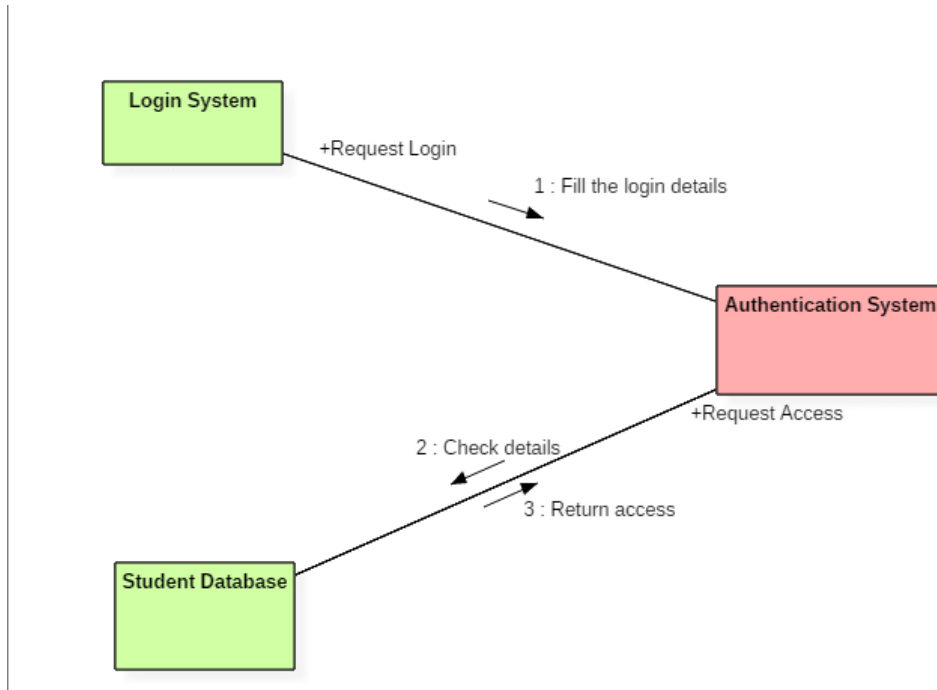 Login System
+Request Login
1 : Fill the login details
Authentication System
+Request Access
2 : Check details
3 : Return access
Student Database